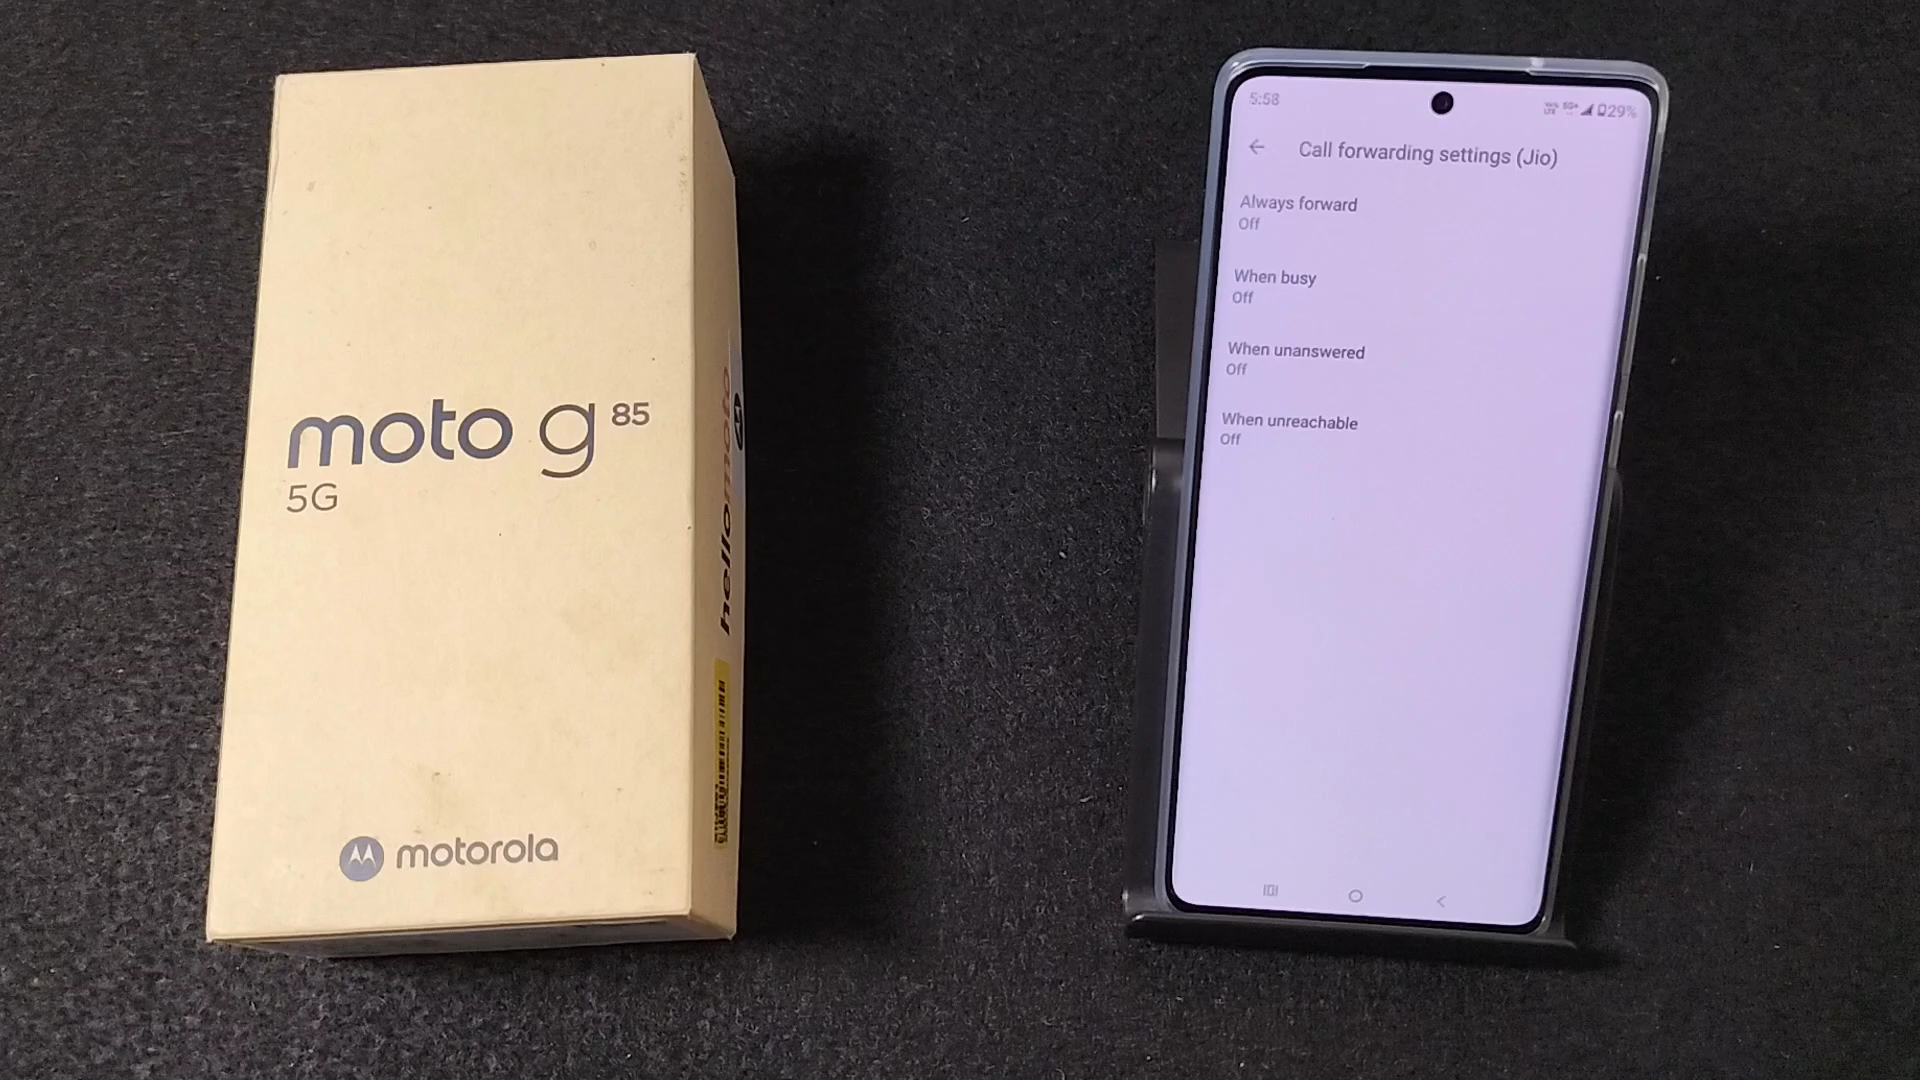 moto g 85
5G
motorola
hellomoto
5:58
5G+ 29%
Call forwarding settings (Jio)
Always forward
Off
When busy
Off
When unanswered
Off
When unreachable
Off